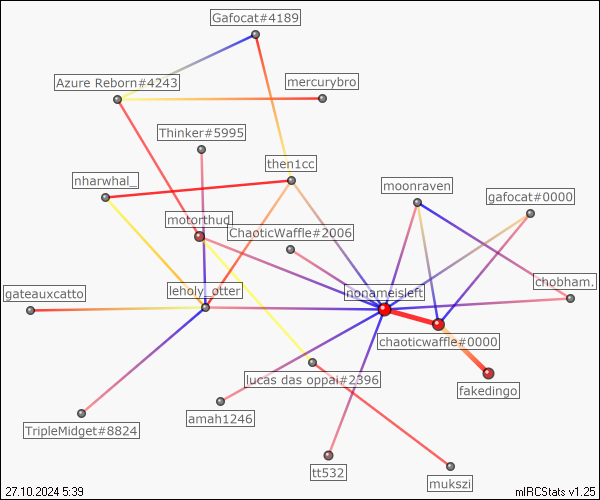 Gafocat#4189
Azure Reborn#4243
mercurybro
Thinker#5995
then1cc
nharwhal_
moonraven
gafocat#0000
motorthud
ChaoticWaffle#2006
chobham.
gateauxcatto
leholy_otter
nonameisleft
chaoticwaffle#0000
lucas das oppai#2396
fakedingo
amah1246
TripleMidget#8824
tt532
mukszi
27.10.2024 5:39
mIRCStats v1.25